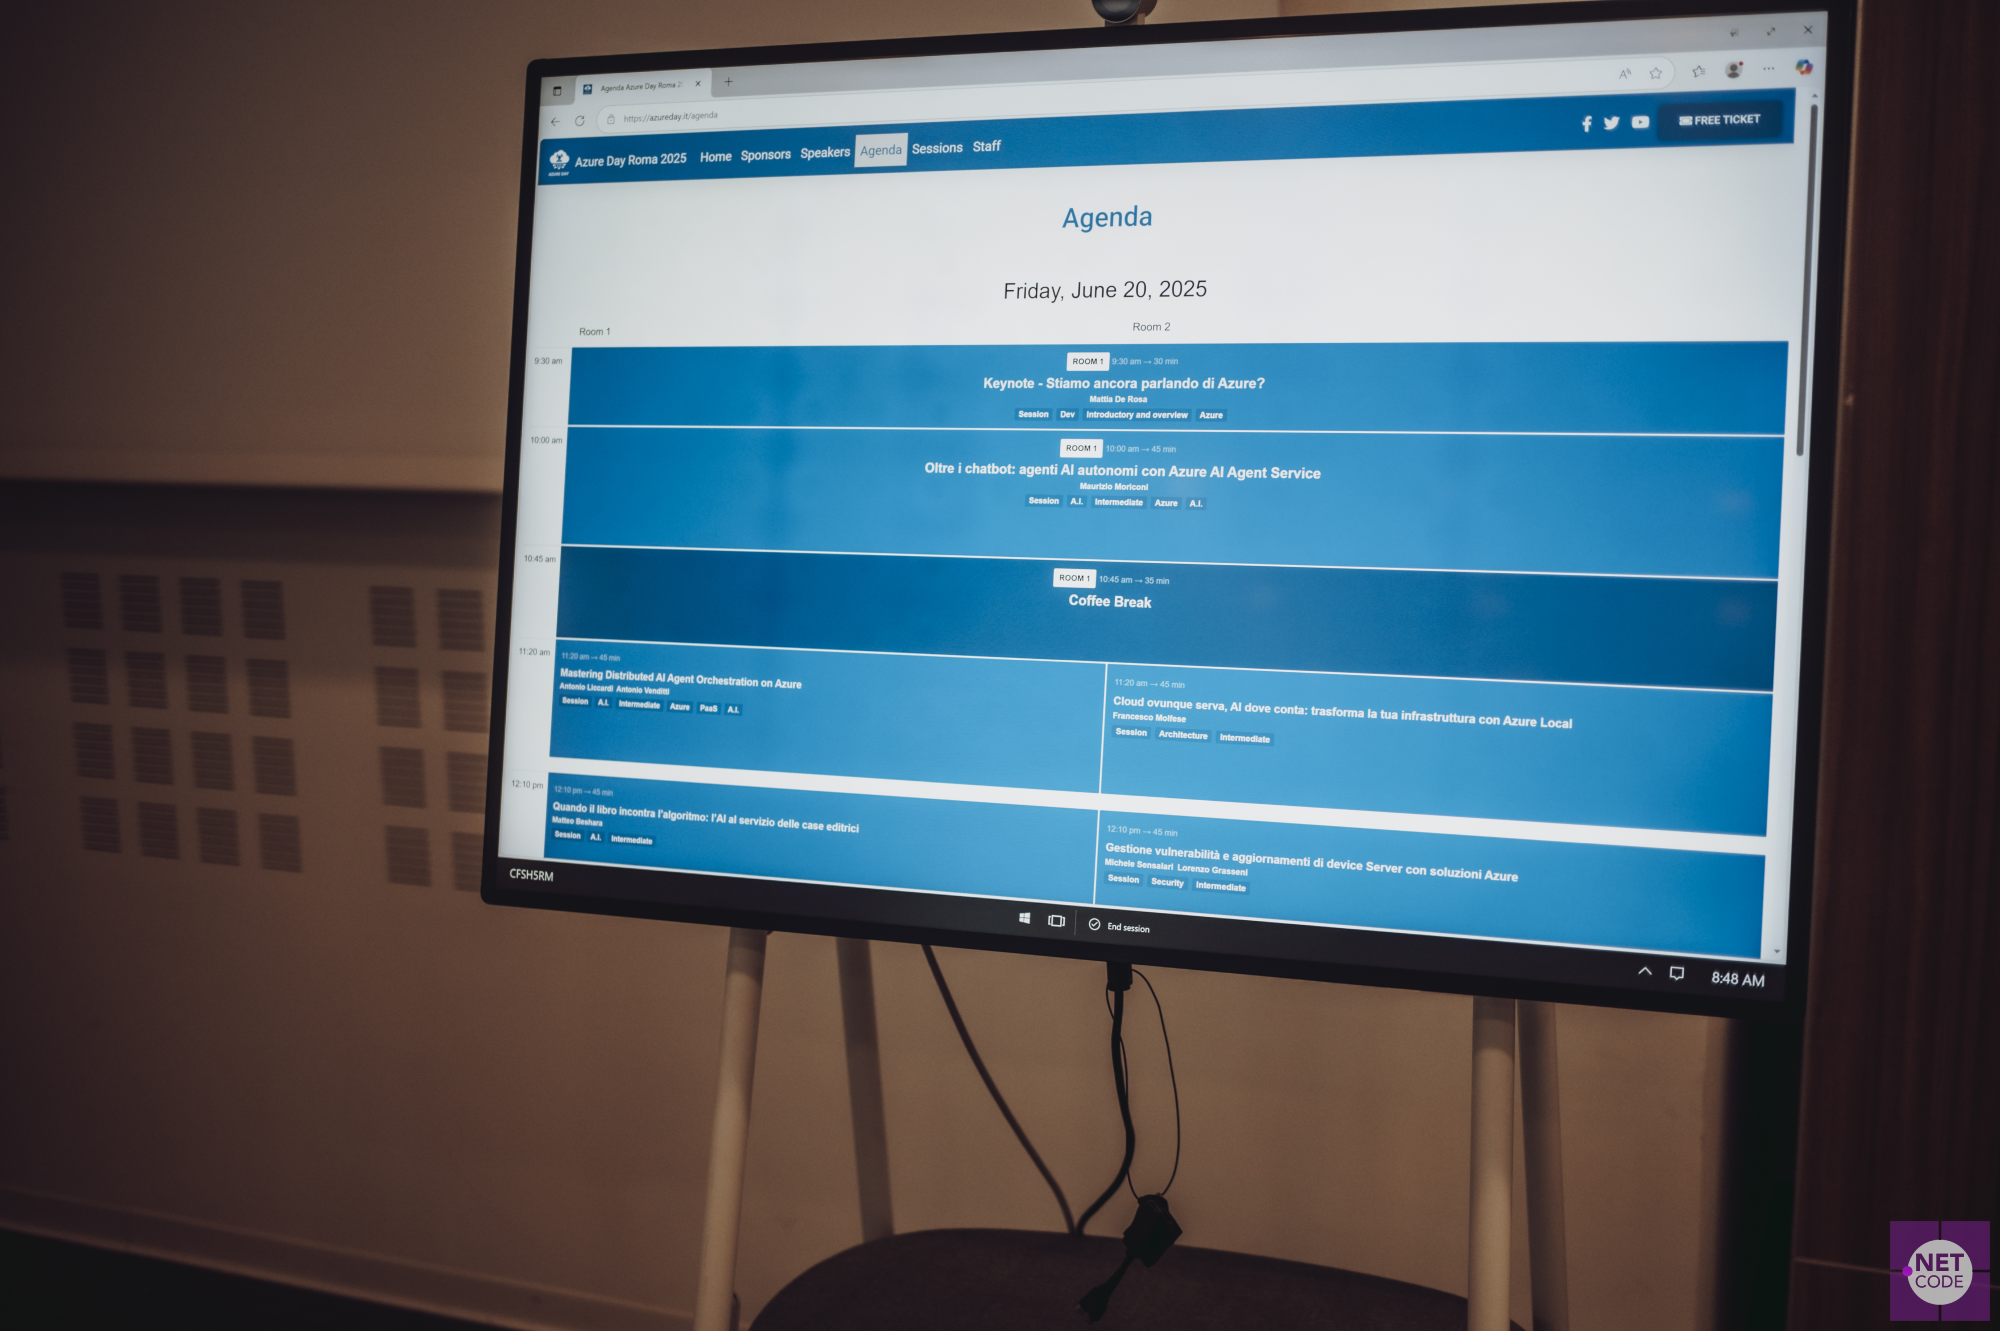 Agenda Azure Day Roma 2
https://azureday.it/agenda
AZURE DAY
Azure Day Roma 2025 Home Sponsors Speakers Agenda Sessions Staff FREE TICKET
Agenda
Friday, June 20, 2025
Room 1 Room 2
9:30 am
ROOM 1 9:30 am → 30 min
Keynote - Stiamo ancora parlando di Azure?
Mattia De Rosa
Session Dev Introductory and overview Azure
10:00 am
ROOM 1 10:00 am → 45 min
Oltre i chatbot: agenti AI autonomi con Azure AI Agent Service
Maurizio Moriconi
Session A.I. Intermediate Azure A.I.
10:45 am
ROOM 1 10:45 am → 35 min
Coffee Break
11:20 am
11:20 am → 45 min
Mastering Distributed AI Agent Orchestration on Azure
Antonio Liccardi Antonio Venditti
Session A.I. Intermediate Azure PaaS A.I.
11:20 am → 45 min
Cloud ovunque serva, AI dove conta: trasforma la tua infrastruttura con Azure Local
Francesco Molfese
Session Architecture Intermediate
12:10 pm
12:10 pm → 45 min
Quando il libro incontra l'algoritmo: l'AI al servizio delle case editrici
Matteo Beshara
Session A.I. Intermediate
12:10 pm → 45 min
Gestione vulnerabilità e aggiornamenti di device Server con soluzioni Azure
Michele Sensalari Lorenzo Grasseni
Session Security Intermediate
CFSH5RM
End session
8:48 AM
.NET
CODE